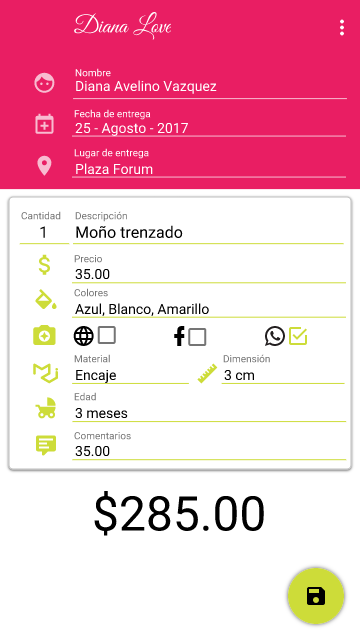 Diana Love
Nombre
Diana Avelino Vazquez
Fecha de entrega
25 - Agosto - 2017
Lugar de entrega
Plaza Forum
Cantidad Descripción
1 Moño trenzado
Precio
35.00
Colores
Azul, Blanco, Amarillo
Material Dimensión
Encaje 3 cm
Edad
3 meses
Comentarios
35.00
$285.00